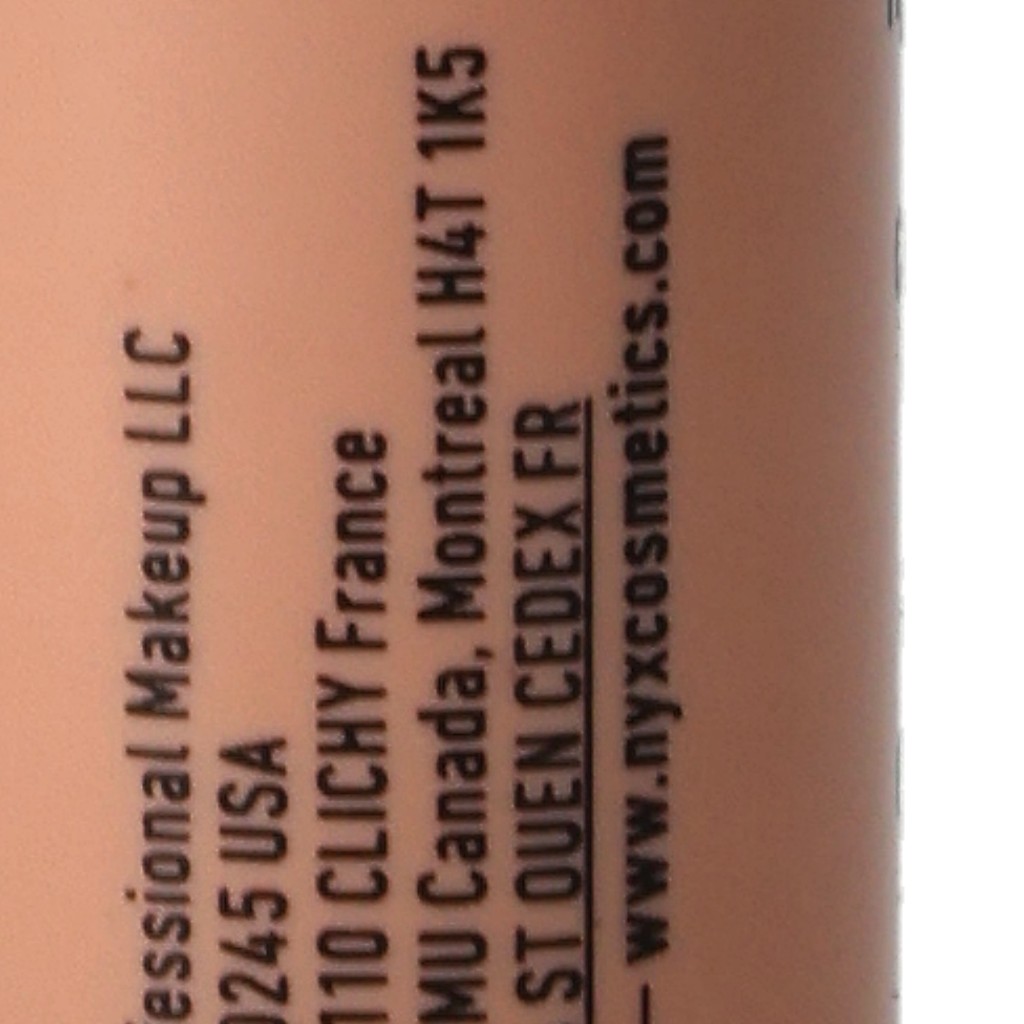 essional Makeup LLC
0245 USA
110 CLICHY France
MU Canada, Montreal H4T 1K5
ST OUEN CEDEX FR
— www.nyxcosmetics.com